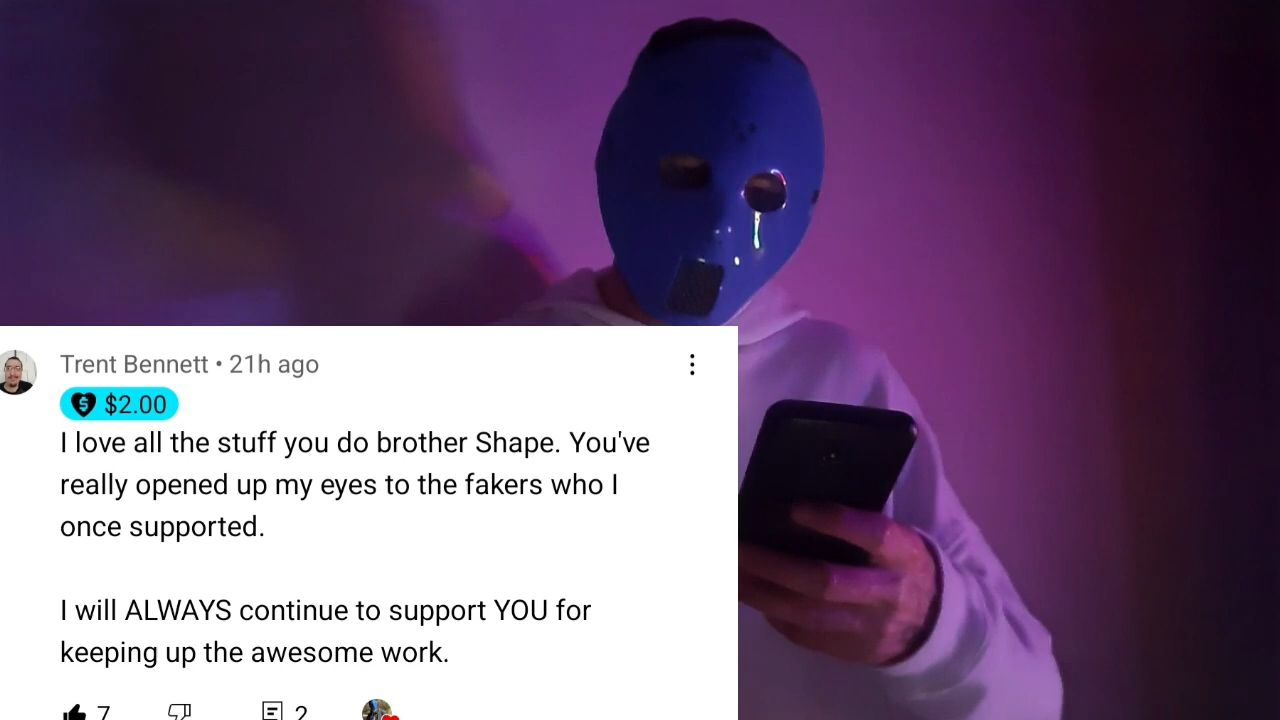 Trent Bennett • 21h ago
$2.00
I love all the stuff you do brother Shape. You've
really opened up my eyes to the fakers who I
once supported.
I will ALWAYS continue to support YOU for
keeping up the awesome work.
7 2